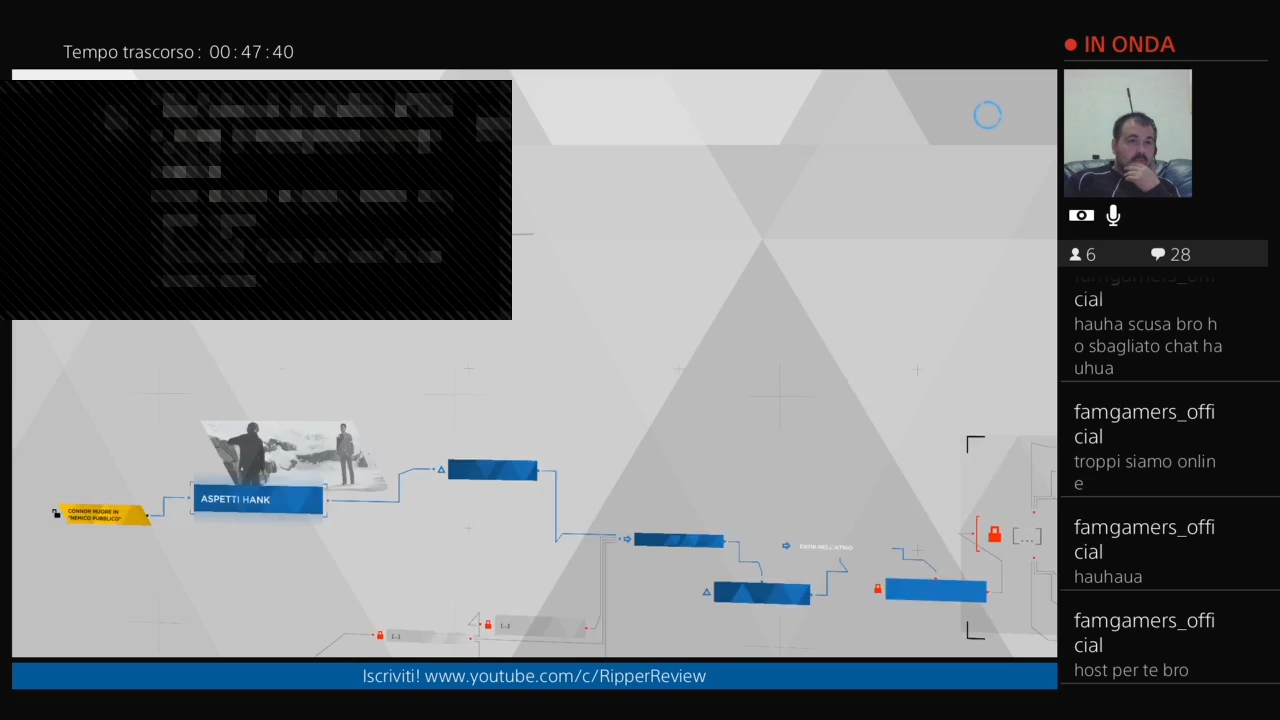 Tempo trascorso: 00:47:40
IN ONDA
6 28
cial
hauha scusa bro h
o sbagliato chat ha
uhua
famgamers_offi
cial
troppi siamo onlin
e
famgamers_offi
cial
hauhaua
famgamers_offi
cial
host per te bro
ASPETTI HANK
CONNOR MUORE IN
"NEMICO PUBBLICO"
[...]
[...]
[...]
Iscriviti! www.youtube.com/c/RipperReview